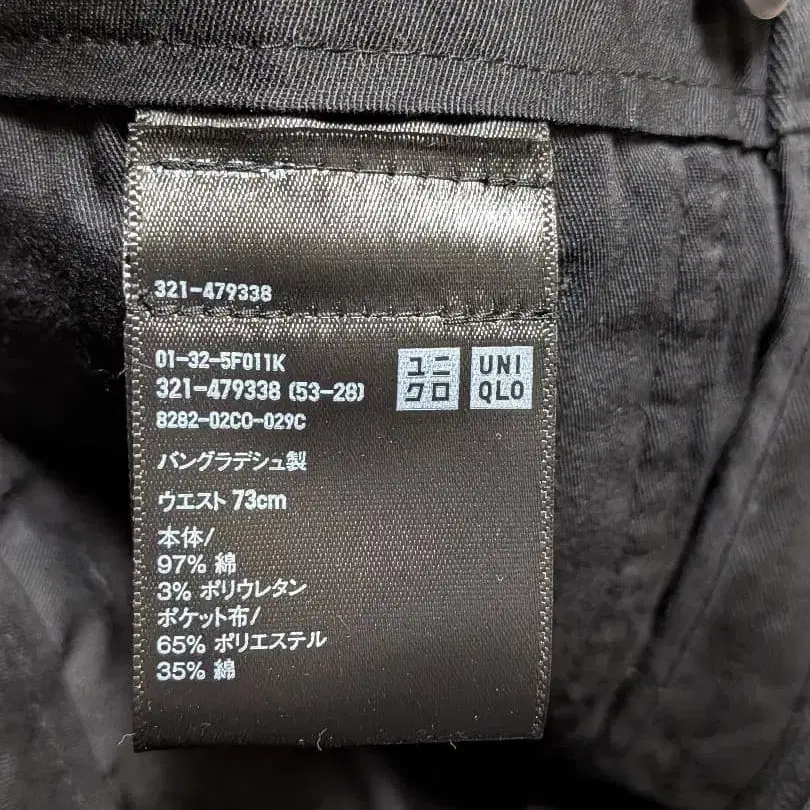 321-479338
01-32-5F011K
321-479338 (53-28)
8282-02C0-029C
ユニ
クロ
UNI
QLO
バングラデシュ製
ウエスト 73cm
本体/
97% 綿
3% ポリウレタン
ポケット布/
65% ポリエステル
35% 綿